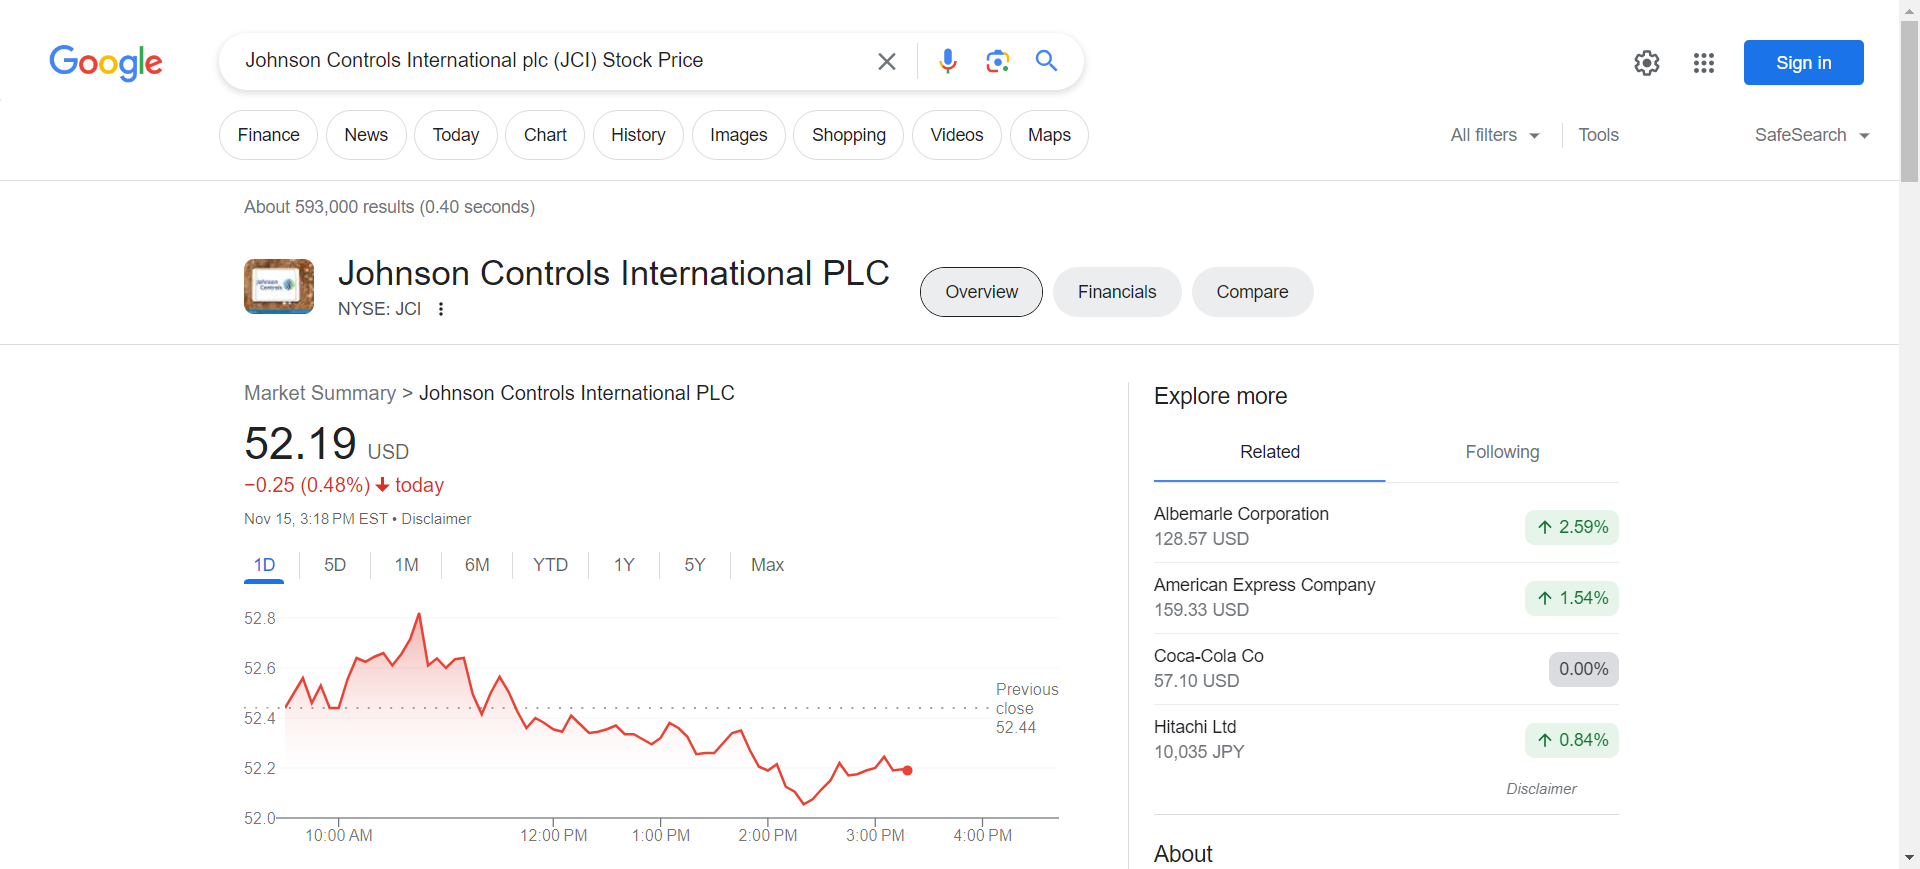 Google
Johnson Controls International plc (JCI) Stock Price
Sign in
Finance
News
Today
Chart
History
Images
Shopping
Videos
Maps
All filters
Tools
SafeSearch
About 593,000 results (0.40 seconds)
Johnson Controls
Johnson Controls International PLC
NYSE: JCI
Overview
Financials
Compare
Market Summary > Johnson Controls International PLC
52.19 USD
−0.25 (0.48%) today
Nov 15, 3:18 PM EST • Disclaimer
1D
5D
1M
6M
YTD
1Y
5Y
Max
52.8
52.6
52.4
52.2
52.0
Previous
close
52.44
10:00 AM
12:00 PM
1:00 PM
2:00 PM
3:00 PM
4:00 PM
Explore more
Related
Following
Albemarle Corporation
128.57 USD
2.59%
American Express Company
159.33 USD
1.54%
Coca-Cola Co
57.10 USD
0.00%
Hitachi Ltd
10,035 JPY
0.84%
Disclaimer
About